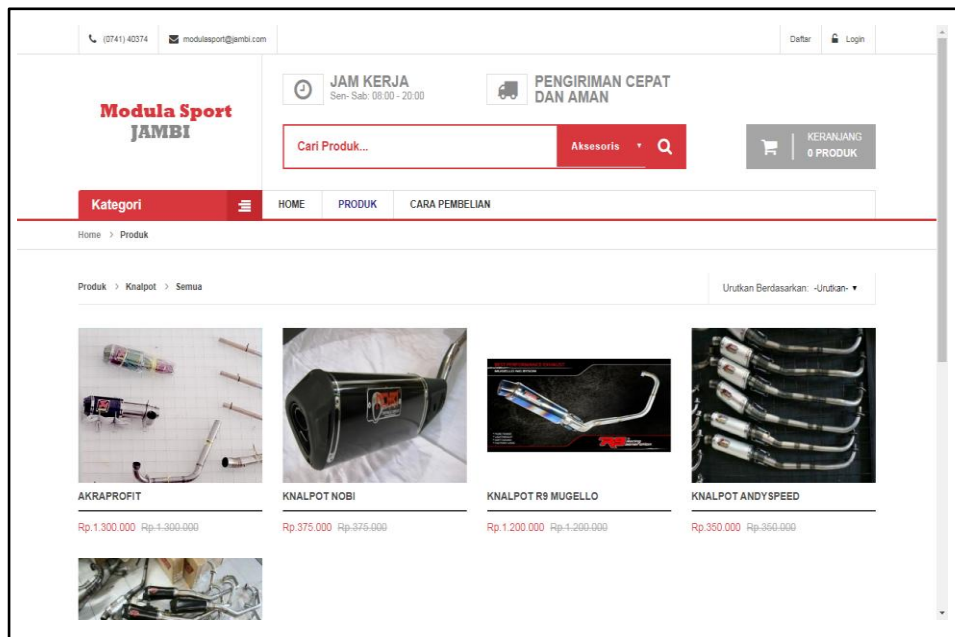 (0741) 40374 modulasport@jambi.com Daftar Login
Modula Sport
JAMBI
JAM KERJA
Sen- Sab: 08:00 - 20:00
PENGIRIMAN CEPAT
DAN AMAN
Cari Produk... Aksesoris
KERANJANG
0 PRODUK
Kategori HOME PRODUK CARA PEMBELIAN
Home > Produk
Produk > Knalpot > Semua Urutkan Berdasarkan: -Urutkan-
AKRAPROFIT KNALPOT NOBI KNALPOT R9 MUGELLO KNALPOT ANDYSPEED
Rp.1.300.000 Rp.1.300.000 Rp.375.000 Rp.375.000 Rp.1.200.000 Rp.1.200.000 Rp.350.000 Rp.350.000